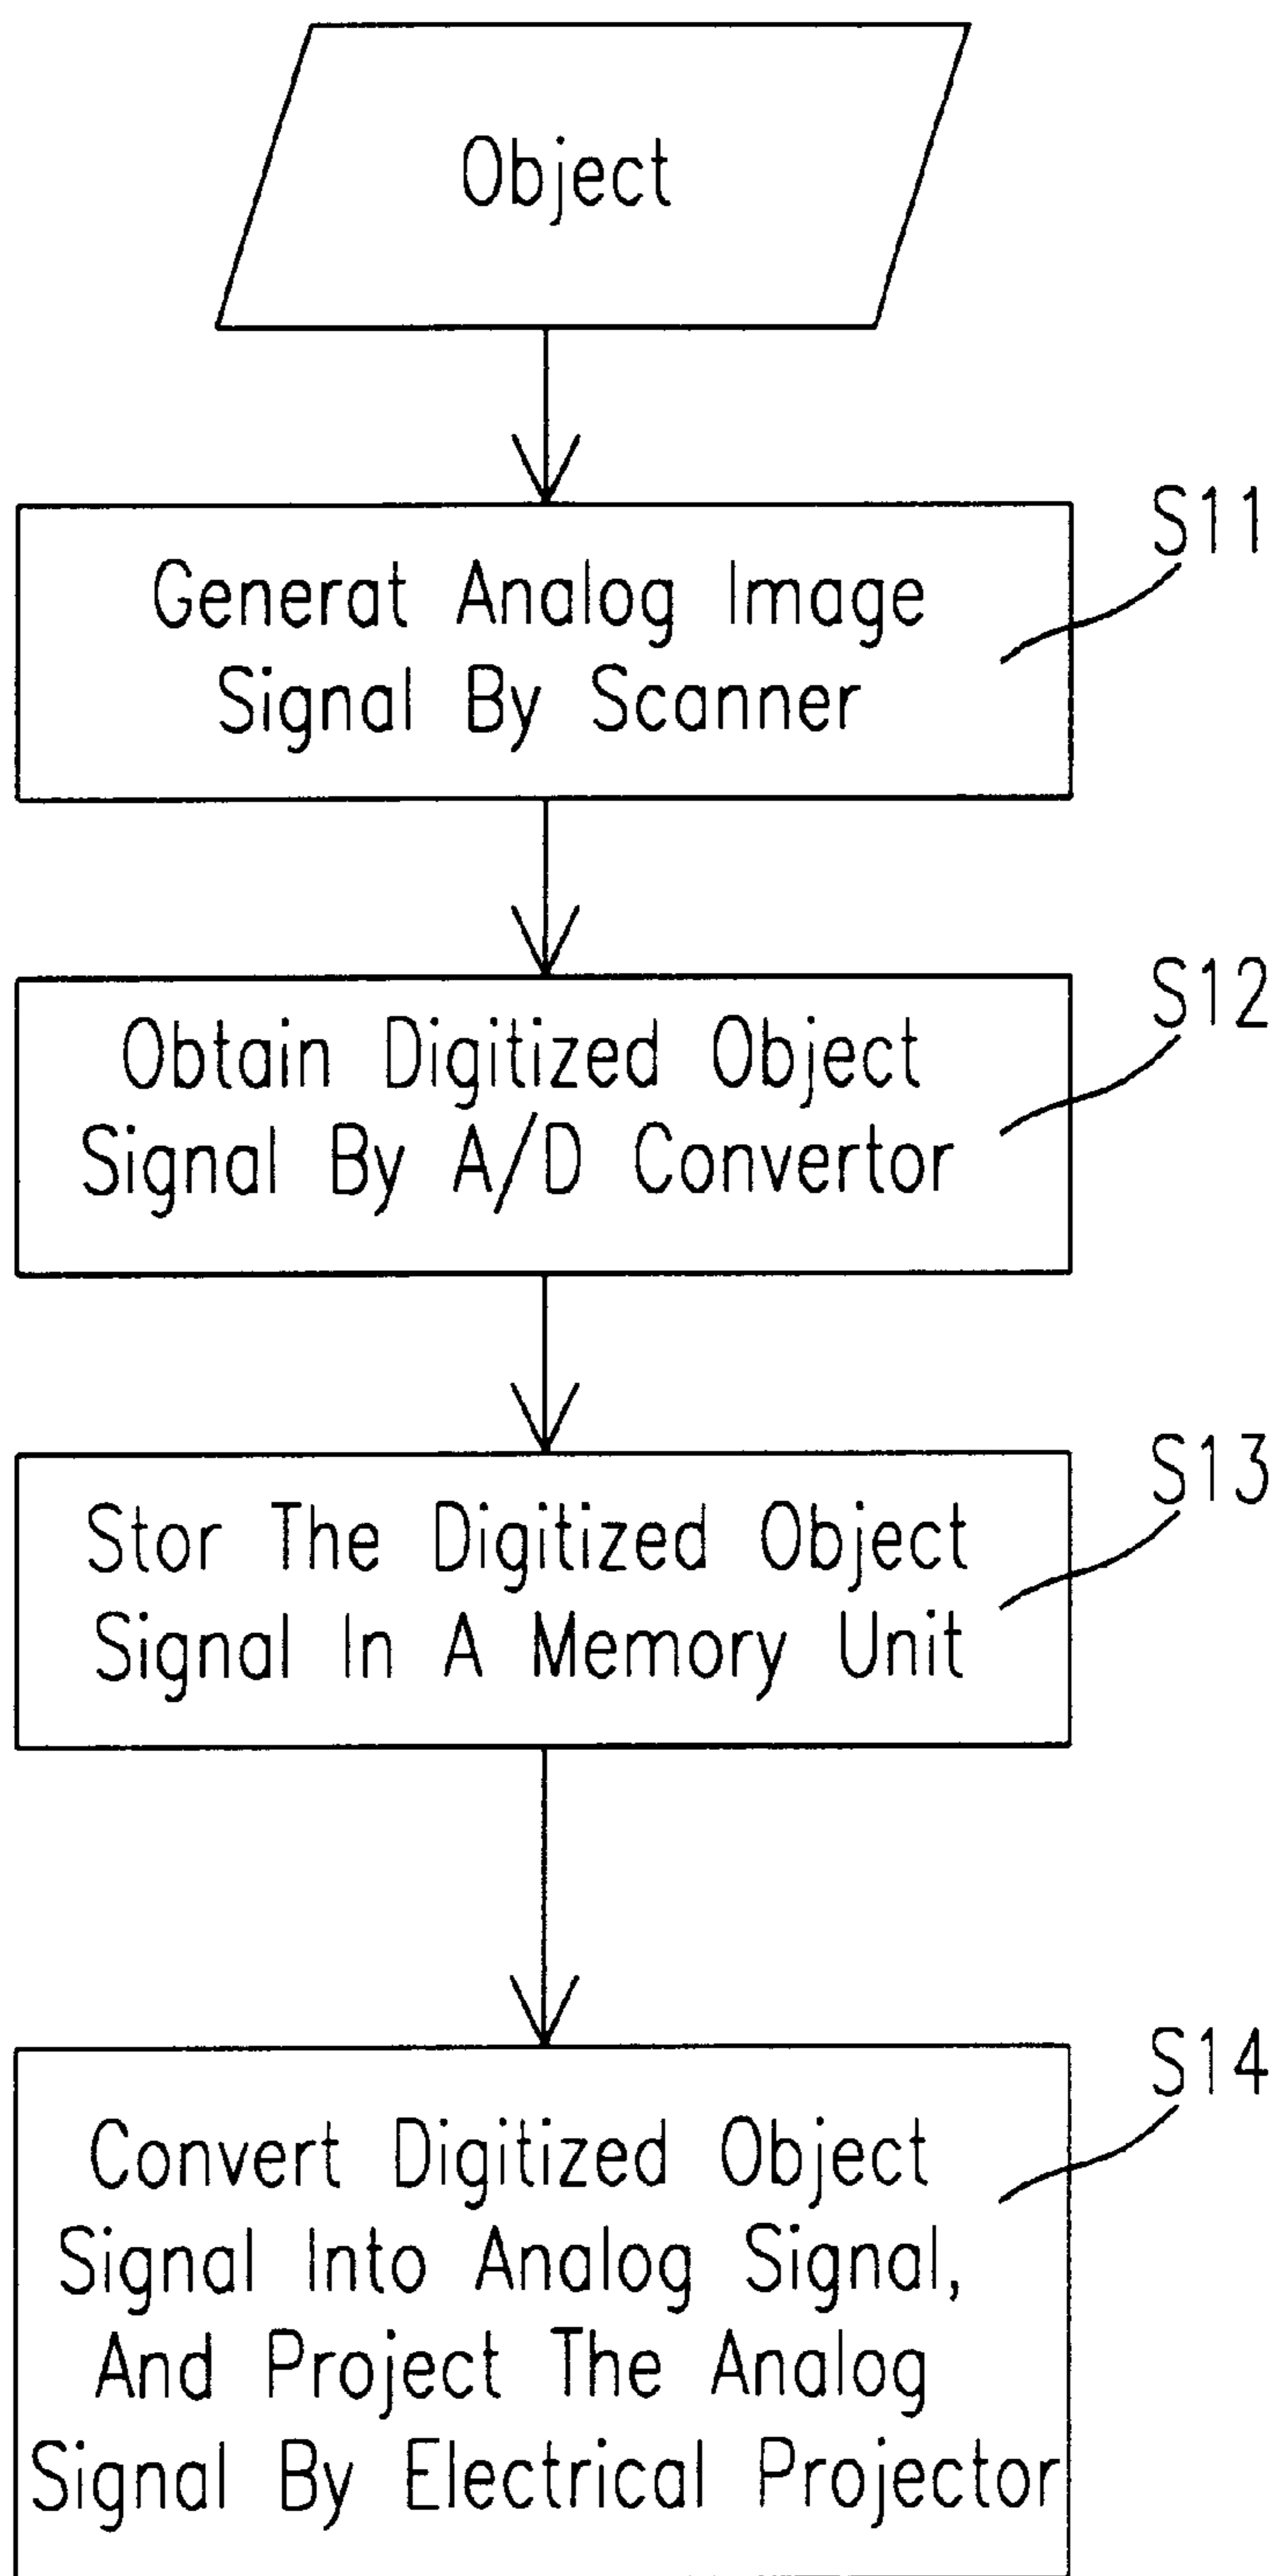 Object
S11
Generat Analog Image
Signal By Scanner
S12
Obtain Digitized Object
Signal By A/D Convertor
S13
Stor The Digitized Object
Signal In A Memory Unit
S14
Convert Digitized Object
Signal Into Analog Signal,
And Project The Analog
Signal By Electrical Projector